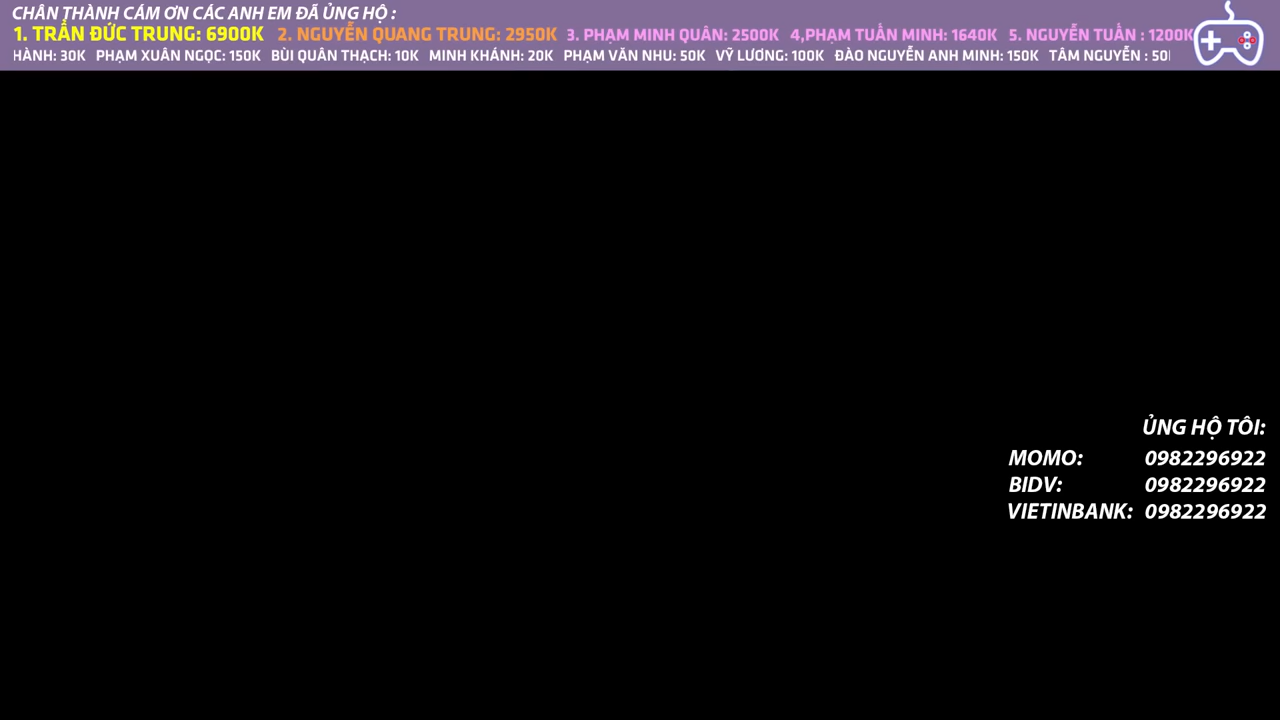 CHÂN THÀNH CÁM ƠN CÁC ANH EM ĐÃ ỦNG HỘ :
1. TRẦN ĐỨC TRUNG: 6900K 2. NGUYỄN QUANG TRUNG: 2950K 3. PHẠM MINH QUÂN: 2500K 4,PHẠM TUẤN MINH: 1640K 5. NGUYỄN TUẤN : 1200K
HÀNH: 30K PHẠM XUÂN NGỌC: 150K BÙI QUÂN THẠCH: 10K MINH KHÁNH: 20K PHẠM VĂN NHU: 50K VỸ LƯƠNG: 100K ĐÀO NGUYỄN ANH MINH: 150K TÂM NGUYỄN : 50
ỦNG HỘ TÔI:
MOMO: 0982296922
BIDV: 0982296922
VIETINBANK: 0982296922